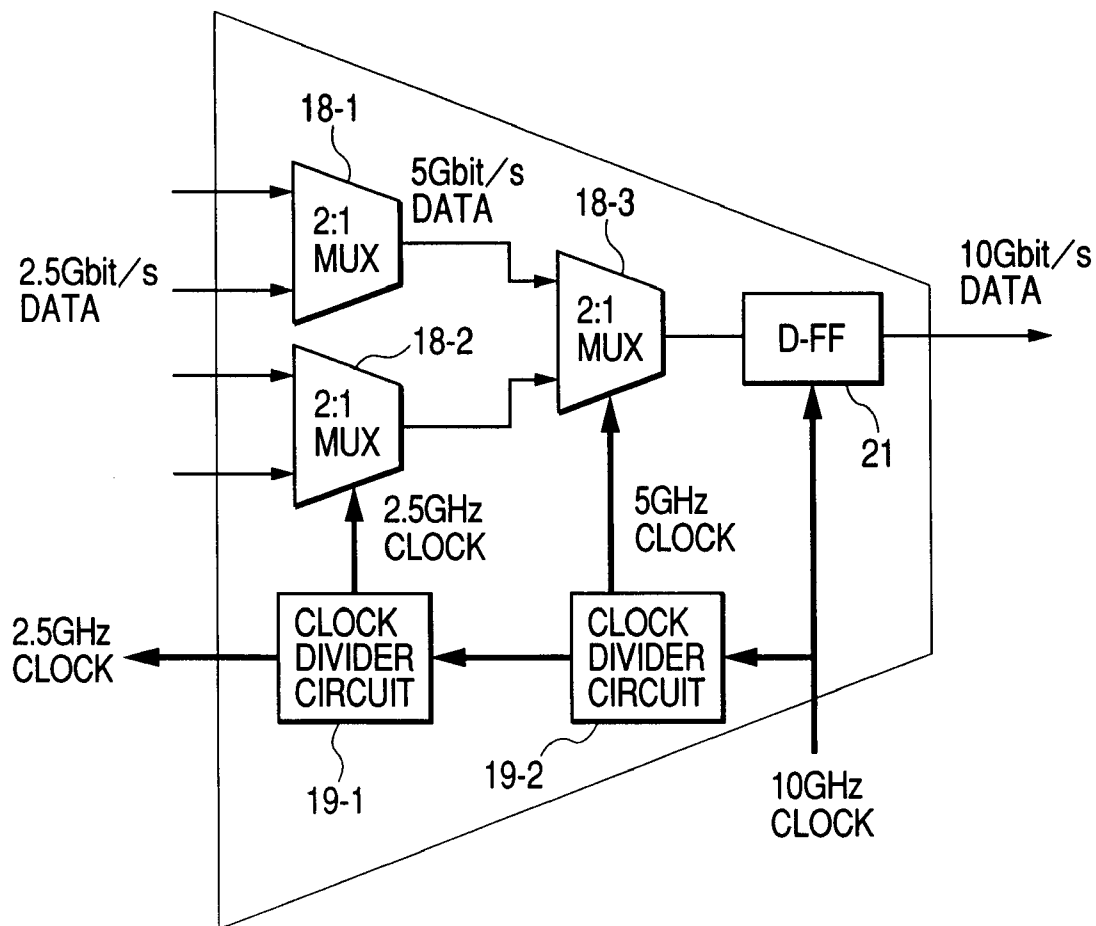 18-1
5Gbit/s
DATA
18-3
2:1
MUX
10Gbit/s
DATA
2.5Gbit/s
DATA
2:1
MUX
D-FF
18-2
2:1
MUX
21
2.5GHz
CLOCK
5GHz
CLOCK
2.5GHz
CLOCK
CLOCK
DIVIDER
CIRCUIT
CLOCK
DIVIDER
CIRCUIT
19-1
19-2
10GHz
CLOCK